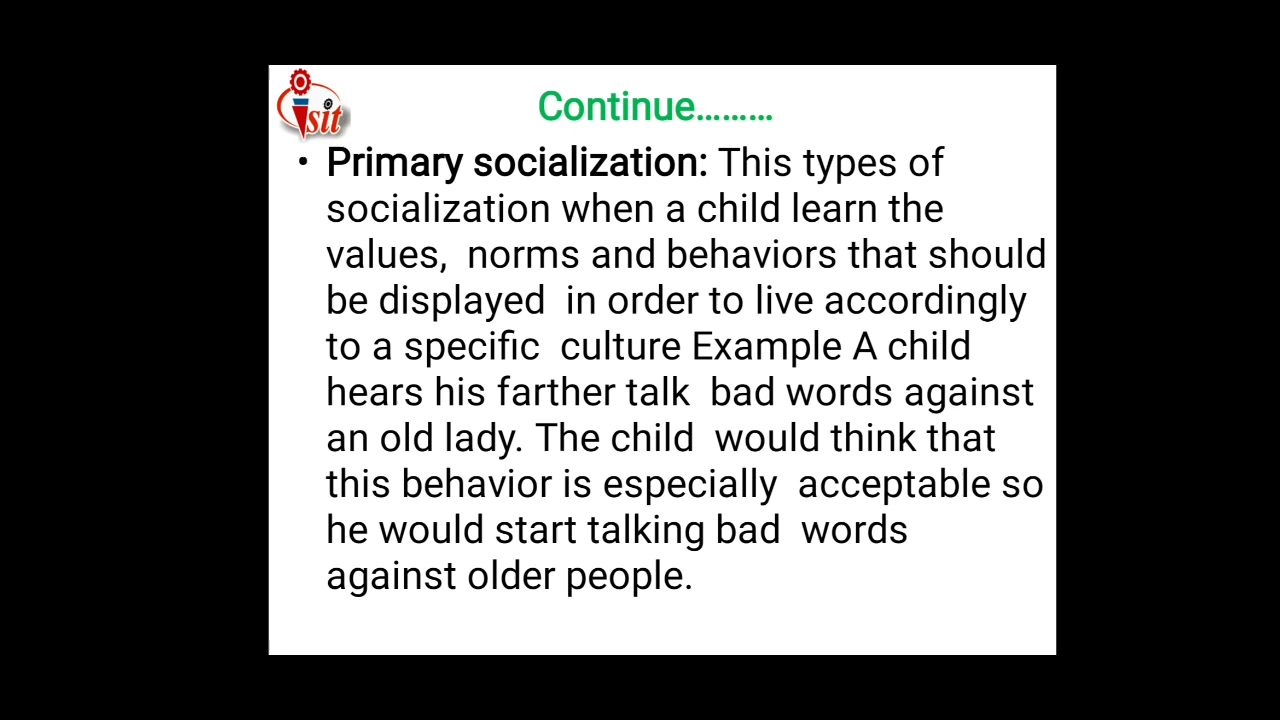 isit
Continue.........
• Primary socialization: This types of
socialization when a child learn the
values,  norms and behaviors that should
be displayed  in order to live accordingly
to a specific  culture Example A child
hears his farther talk  bad words against
an old lady. The child  would think that
this behavior is especially  acceptable so
he would start talking bad  words
against older people.